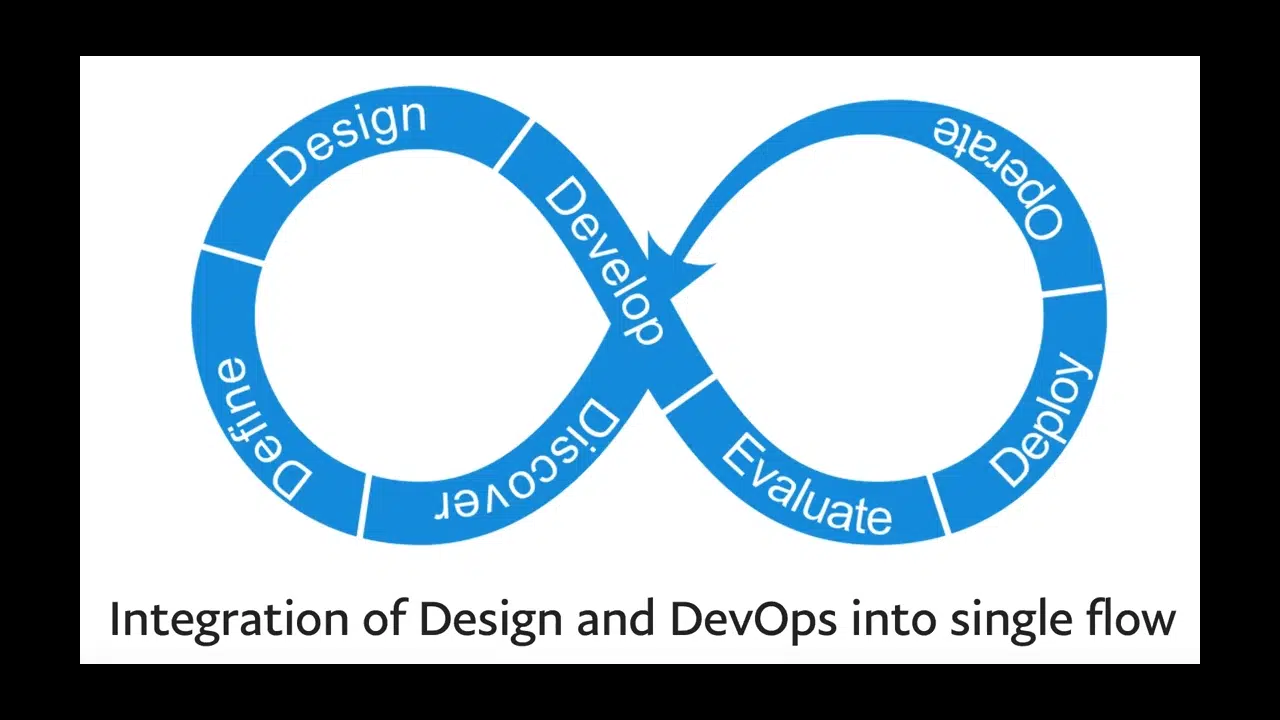 Design
Develop
Operate
Define
Discover
Evaluate
Deploy
Integration of Design and DevOps into single flow